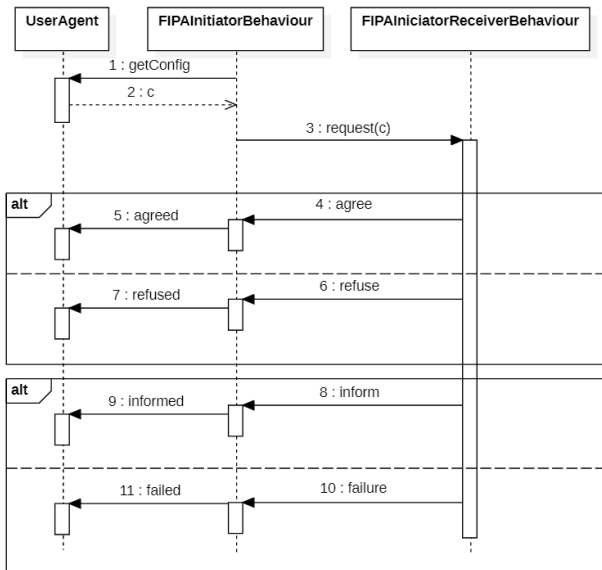 UserAgent
FIPAInitiatorBehaviour
FIPAIniciatorReceiverBehaviour
1 : getConfig
2 : c
3 : request(c)
alt
4 : agree
5 : agreed
6 : refuse
7 : refused
alt
8 : inform
9 : informed
10 : failure
11 : failed